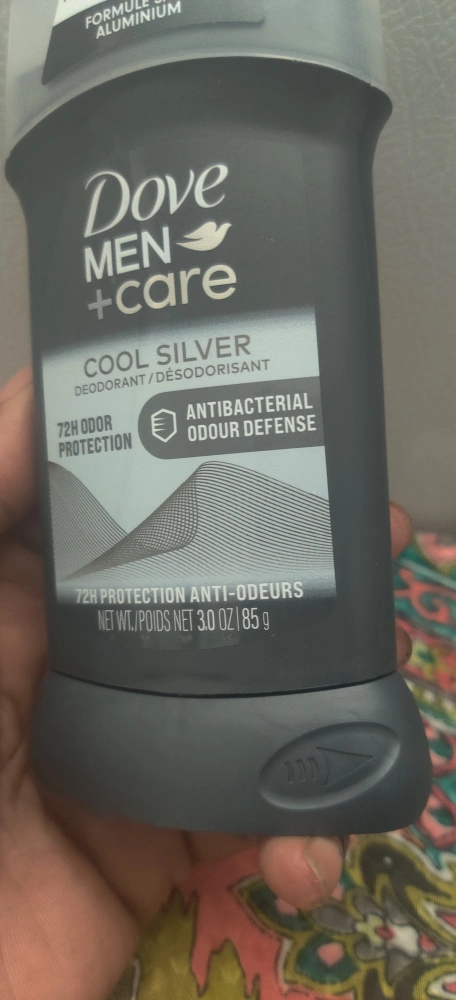 FORMULE
ALUMINIUM
Dove
MEN
+care
COOL SILVER
DEODORANT / DÉSODORISANT
72H ODOR
PROTECTION
ANTIBACTERIAL
ODOUR DEFENSE
72H PROTECTION ANTI-ODEURS
NET WT./POIDS NET 3.0 OZ | 85 g